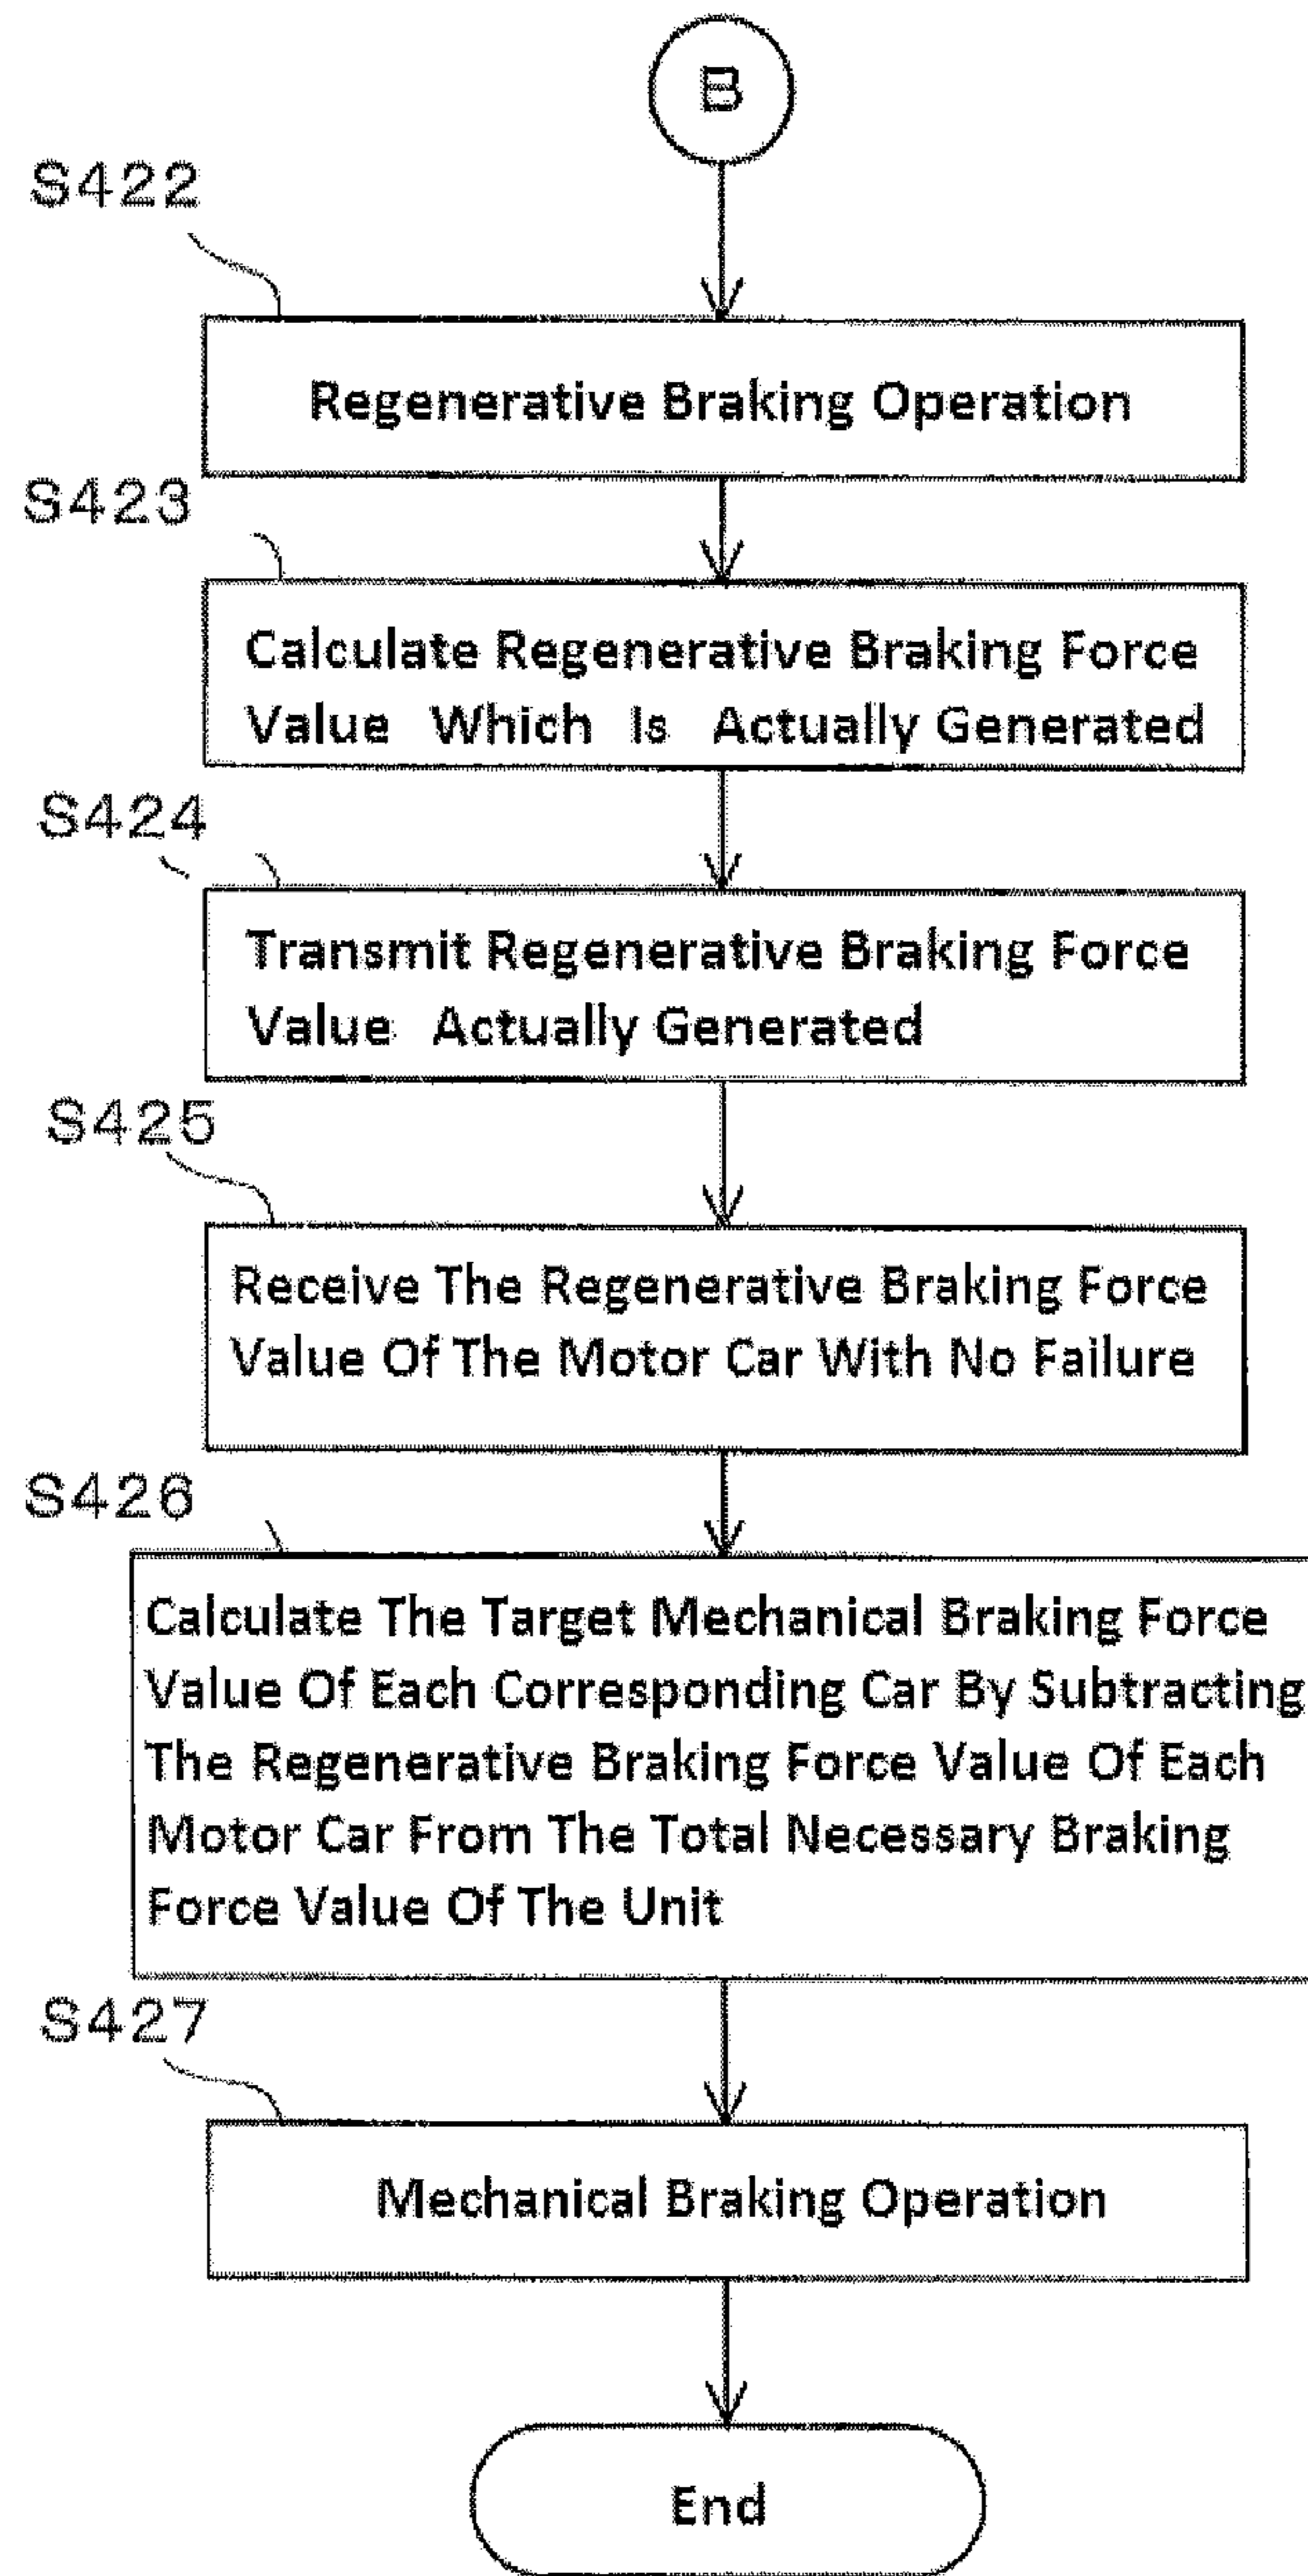 B
S422
Regenerative Braking Operation
S423
Calculate Regenerative Braking Force
Value Which Is Actually Generated
S424
Transmit Regenerative Braking Force
Value Actually Generated
S425
Receive The Regenerative Braking Force
Value Of The Motor Car With No Failure
S426
Calculate The Target Mechanical Braking Force
Value Of Each Corresponding Car By Subtracting
The Regenerative Braking Force Value Of Each
Motor Car From The Total Necessary Braking
Force Value Of The Unit
S427
Mechanical Braking Operation
End